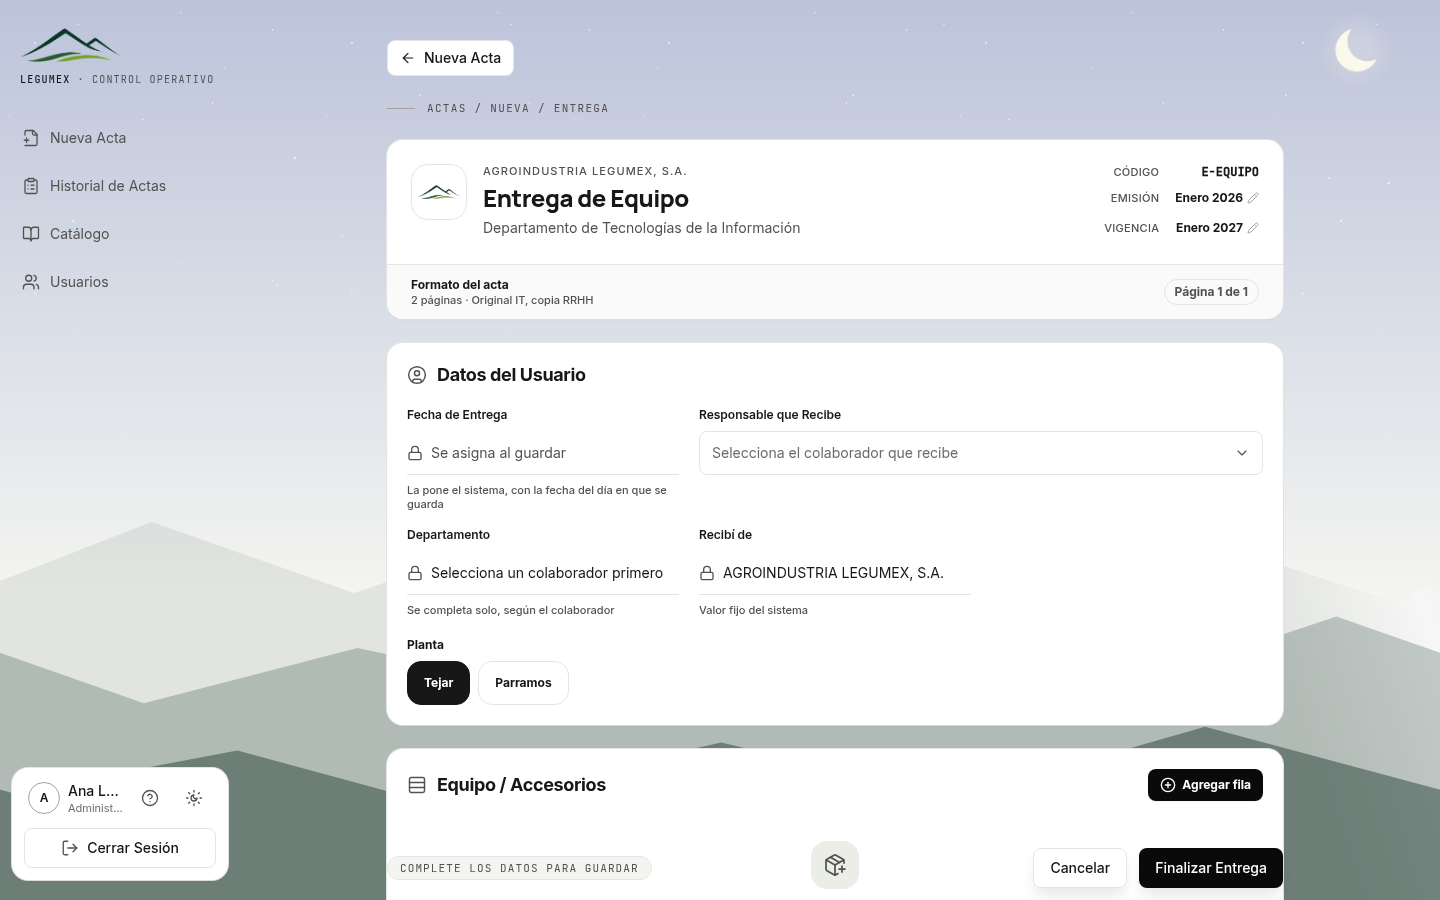 LEGUMEX · CONTROL OPERATIVO
Nueva Acta
Historial de Actas
Catálogo
Usuarios
Nueva Acta
ACTAS / NUEVA / ENTREGA
AGROINDUSTRIA LEGUMEX, S.A.
Entrega de Equipo
Departamento de Tecnologías de la Información
CÓDIGO E-EQUIPO
EMISIÓN Enero 2026
VIGENCIA Enero 2027
Formato del acta
2 páginas · Original IT, copia RRHH
Página 1 de 1
Datos del Usuario
Fecha de Entrega
Se asigna al guardar
La pone el sistema, con la fecha del día en que se
guarda
Responsable que Recibe
Selecciona el colaborador que recibe
Departamento
Selecciona un colaborador primero
Se completa solo, según el colaborador
Recibí de
AGROINDUSTRIA LEGUMEX, S.A.
Valor fijo del sistema
Planta
Tejar
Parramos
Equipo / Accesorios
Agregar fila
COMPLETE LOS DATOS PARA GUARDAR
Cancelar
Finalizar Entrega
A
Ana L...
Administ...
Cerrar Sesión